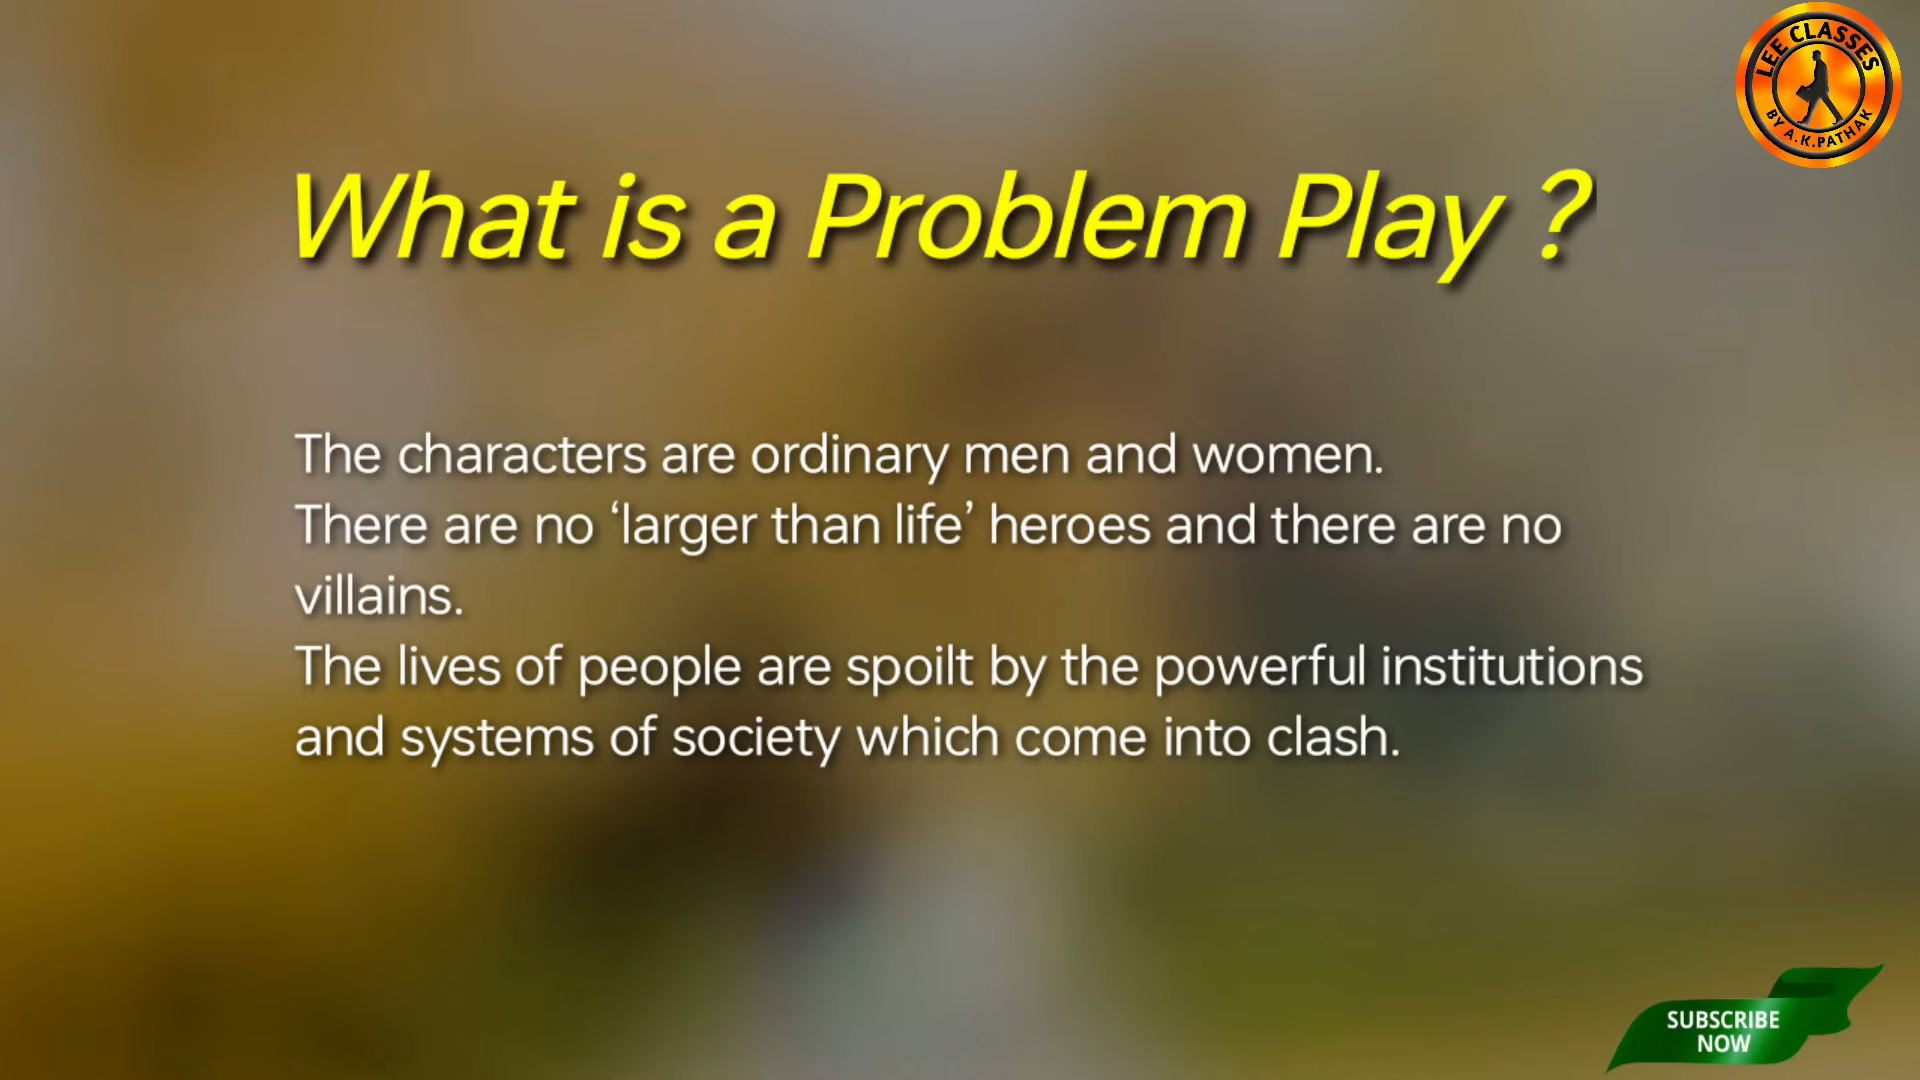 LEE CLASSES
BY A.K.PATHAK
What is a Problem Play ?
The characters are ordinary men and women.
There are no ‘larger than life’ heroes and there are no
villains.
The lives of people are spoilt by the powerful institutions
and systems of society which come into clash.
SUBSCRIBE
NOW